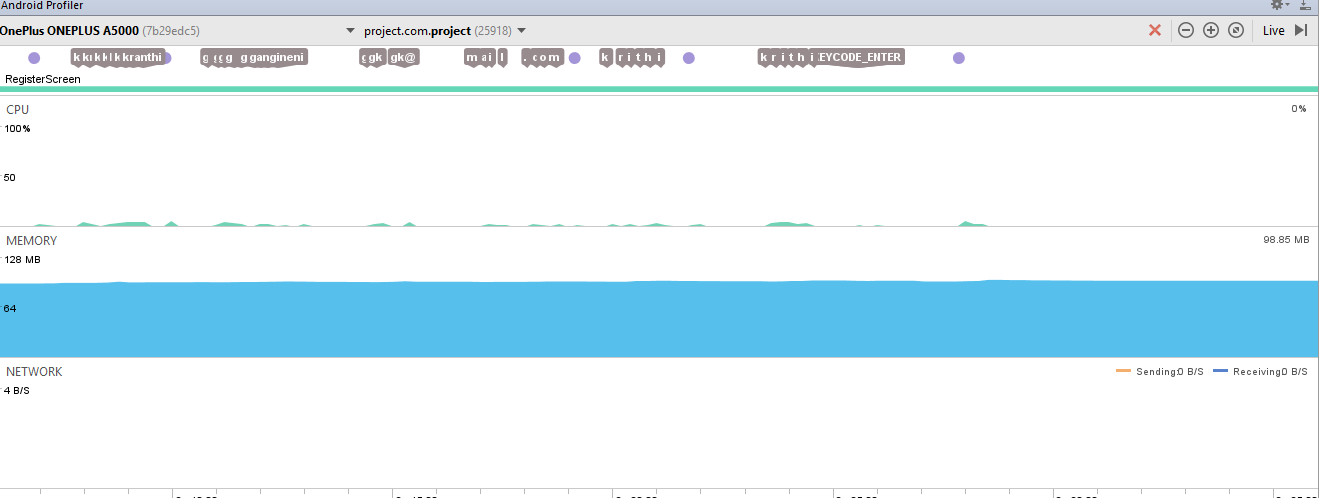 Android Profiler
OnePlus ONEPLUS A5000 (7b29edc5) project.com.project (25918) Live
kranthi gangineni gk gk@ m a i l . com k r i t h i k r i t h i EYCODE_ENTER
RegisterScreen
CPU 0%
100%
50
MEMORY 98.85 MB
128 MB
64
NETWORK Sending:0 B/S Receiving:0 B/S
4 B/S